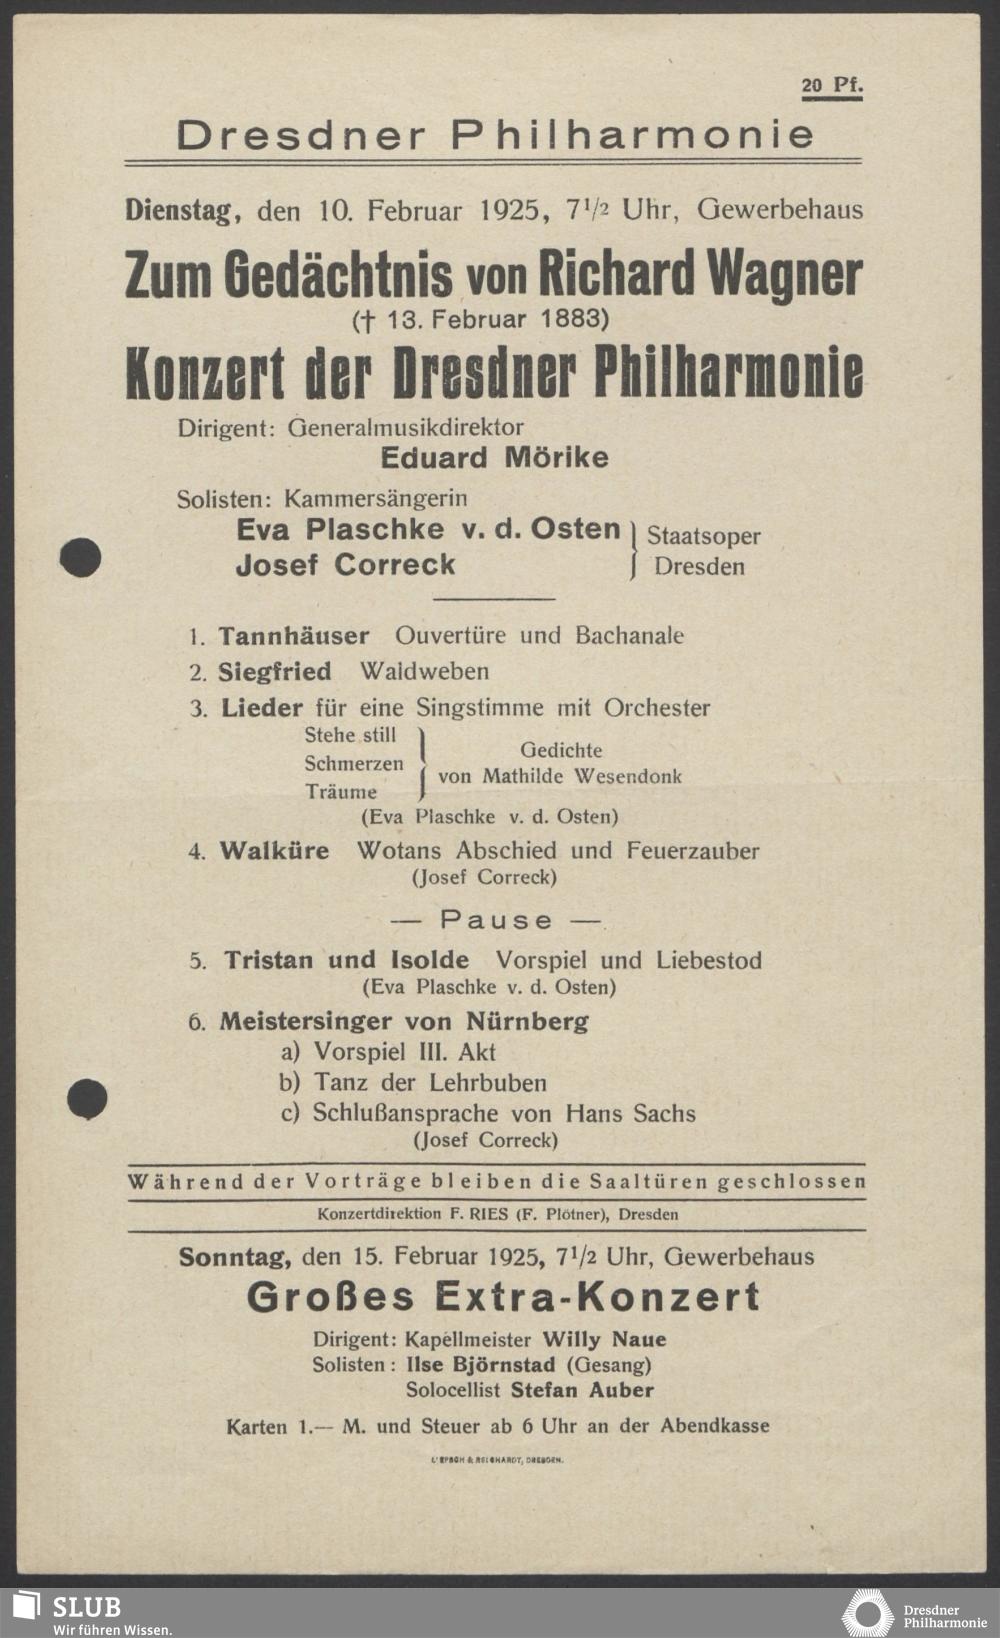 20 Pf.
Dresdner Philharmonie
Dienstag, den 10. Februar 1925, 7 1/2 Uhr, Gewerbehaus
Zum Gedächtnis von Richard Wagner
(† 13. Februar 1883)
Konzert der Dresdner Philharmonie
Dirigent: Generalmusikdirektor
Eduard Mörike
Solisten: Kammersängerin
Eva Plaschke v. d. Osten } Staatsoper
Josef Correck } Dresden
1. Tannhäuser Ouvertüre und Bachanale
2. Siegfried Waldweben
3. Lieder für eine Singstimme mit Orchester
Stehe still
Schmerzen
Träume
Gedichte
von Mathilde Wesendonk
(Eva Plaschke v. d. Osten)
4. Walküre Wotans Abschied und Feuerzauber
(Josef Correck)
— Pause —
5. Tristan und Isolde Vorspiel und Liebestod
(Eva Plaschke v. d. Osten)
6. Meistersinger von Nürnberg
a) Vorspiel III. Akt
b) Tanz der Lehrbuben
c) Schlußansprache von Hans Sachs
(Josef Correck)
Während der Vorträge bleiben die Saaltüren geschlossen
Konzertdirektion F. RIES (F. Plötner), Dresden
Sonntag, den 15. Februar 1925, 7 1/2 Uhr, Gewerbehaus
Großes Extra-Konzert
Dirigent: Kapellmeister Willy Naue
Solisten: Ilse Björnstad (Gesang)
Solocellist Stefan Auber
Karten 1.— M. und Steuer ab 6 Uhr an der Abendkasse
& REICHARDT, DRESDEN.
SLUB
Wir führen Wissen.
Dresdner
Philharmonie